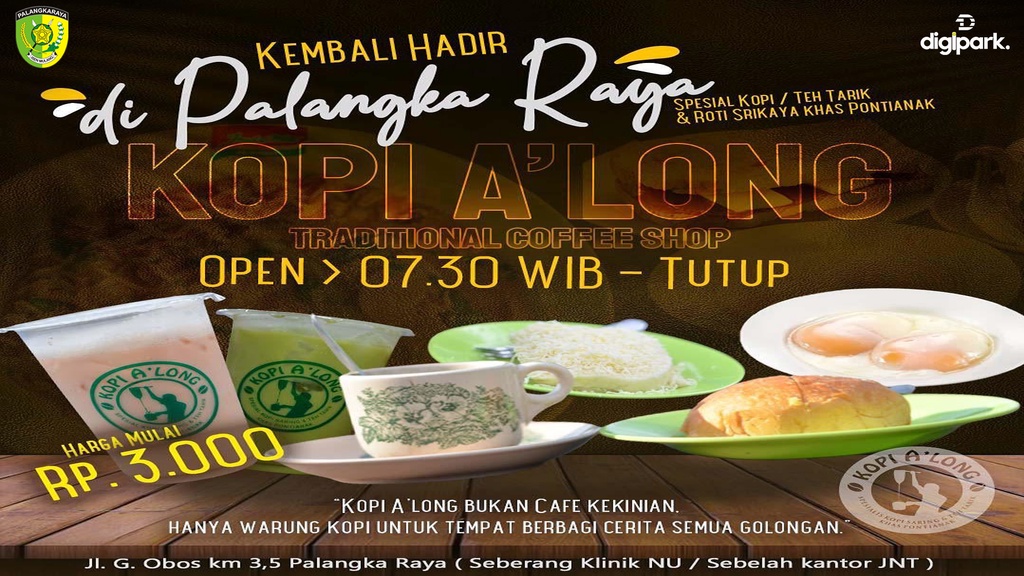 PALANGKARAYA
digipark.
KEMBALI HADIR
di Palangka Raya
SPESIAL KOPI / TEH TARIK
& ROTI SRIKAYA KHAS PONTIANAK
KOPI A'LONG
TRADITIONAL COFFEE SHOP
OPEN > 07.30 WIB – TUTUP
KOPI A'LONG
KOPI A'LONG
HARGA MULAI
RP. 3.000
KOPI A'LONG
KHAS PONTIANAK
"KOPI A'LONG BUKAN CAFE KEKINIAN.
HANYA WARUNG KOPI UNTUK TEMPAT BERBAGI CERITA SEMUA GOLONGAN."
Jl. G. Obos km 3,5 Palangka Raya ( Seberang Klinik NU / Sebelah kantor JNT )